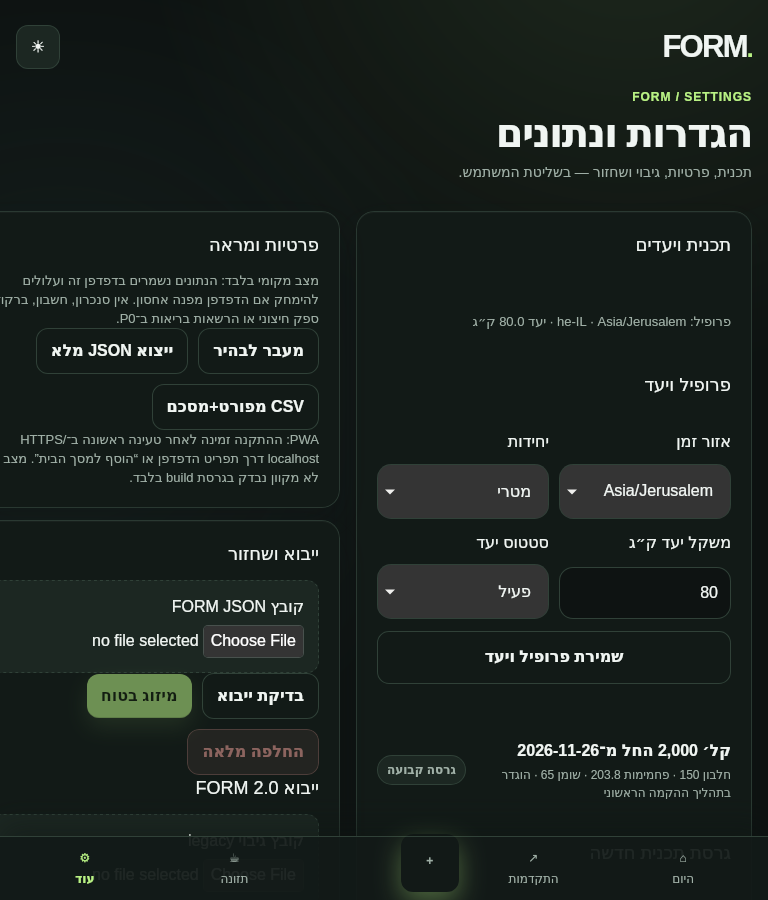 FORM.
FORM / SETTINGS
הגדרות ונתונים
תכנית, פרטיות, גיבוי ושחזור — בשליטת המשתמש.
תכנית ויעדים
פרופיל: he-IL · Asia/Jerusalem · יעד 80.0 ק״ג
פרופיל ויעד
אזור זמן
יחידות
Asia/Jerusalem
מטרי
משקל יעד ק״ג
סטטוס יעד
80
פעיל
שמירת פרופיל ויעד
קל׳ 2,000 החל מ־2026-11-26
חלבון 150 · פחמימות 203.8 · שומן 65 · הוגדר
בתהליך ההקמה הראשוני
גרסה קבועה
גרסת תכנית חדשה
פרטיות ומראה
מצב מקומי בלבד: הנתונים נשמרים בדפדפן זה ועלולים
להימחק אם הדפדפן מפנה אחסון. אין סנכרון, חשבון,
ספק חיצוני או הרשאות בריאות ב־P0.
מעבר לבהיר
ייצוא JSON מלא
CSV מפורט+מסכם
PWA: ההתקנה זמינה לאחר טעינה ראשונה ב־HTTPS/
localhost דרך תפריט הדפדפן או “הוסף למסך הבית”. מצב
לא מקוון נבדק בגרסת build בלבד.
ייבוא ושחזור
קובץ FORM JSON
Choose File no file selected
בדיקת ייבוא
מיזוג בטוח
החלפה מלאה
ייבוא FORM 2.0
קובץ גיבוי legacy
Choose File no file selected
היום
התקדמות
+
תזונה
עוד